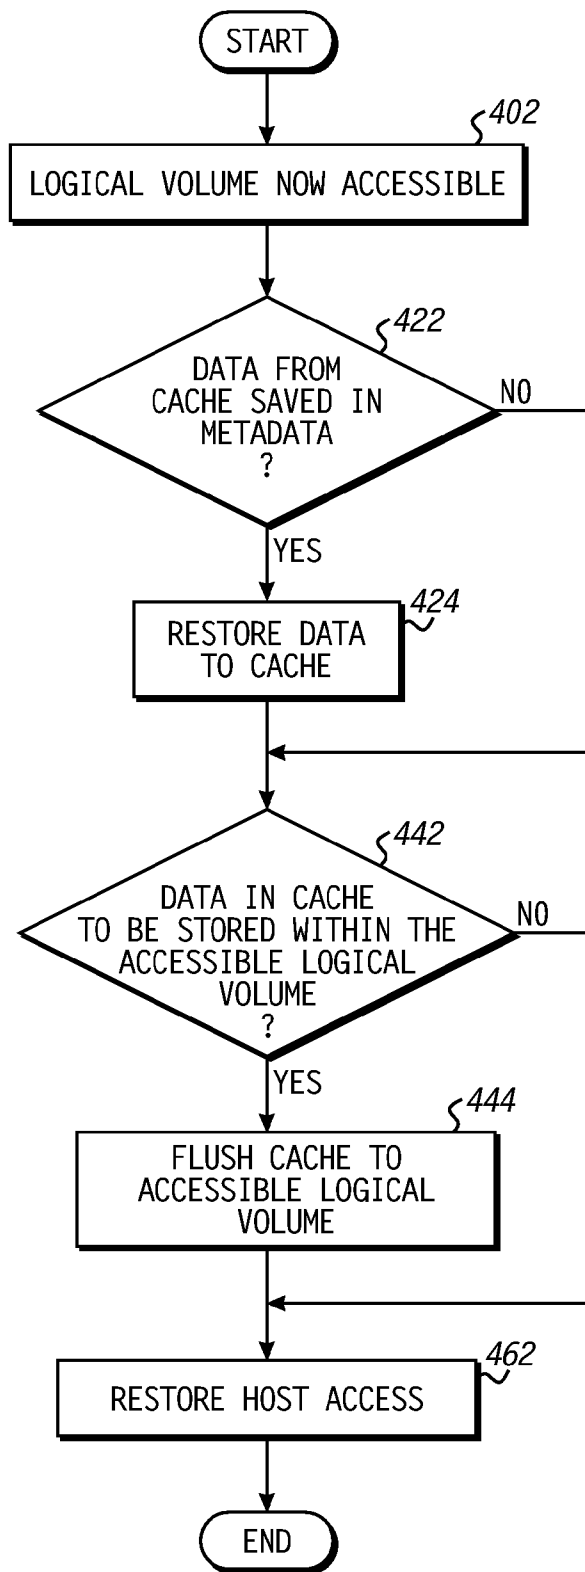 START
402
LOGICAL VOLUME NOW ACCESSIBLE
422
DATA FROM
CACHE SAVED IN
METADATA
?
NO
YES
424
RESTORE DATA
TO CACHE
442
DATA IN CACHE
TO BE STORED WITHIN THE
ACCESSIBLE LOGICAL
VOLUME
?
NO
YES
444
FLUSH CACHE TO
ACCESSIBLE LOGICAL
VOLUME
462
RESTORE HOST ACCESS
END